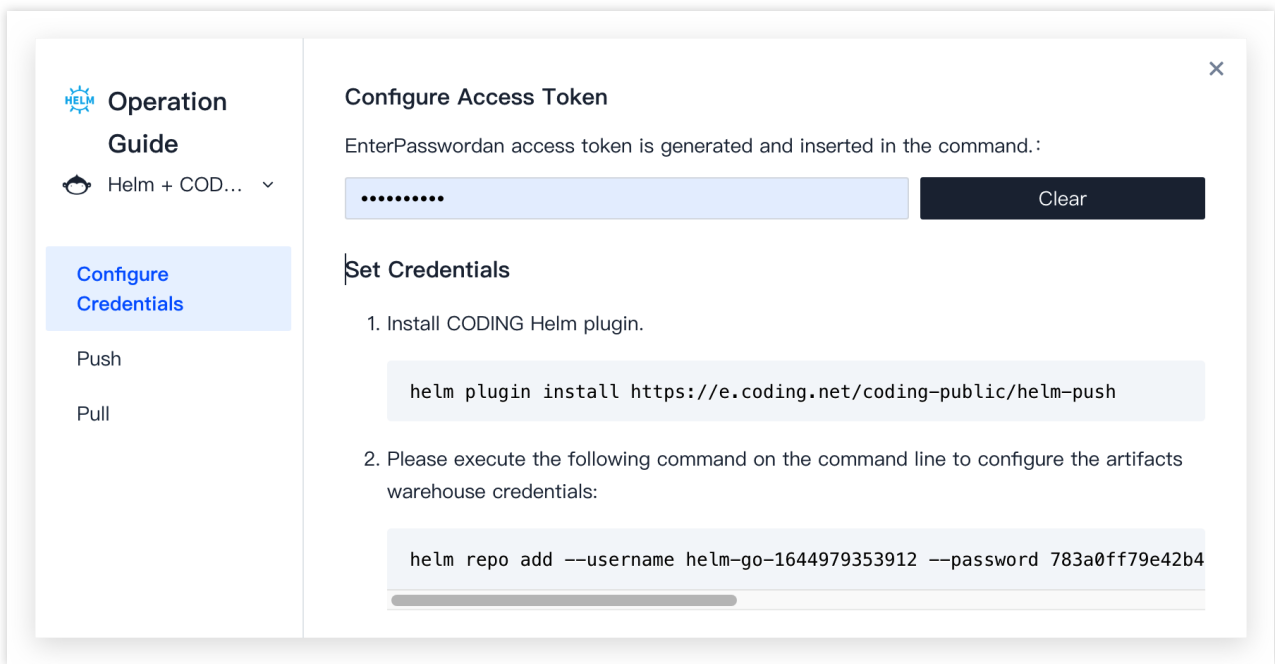 HELM
Operation
Guide
Helm + COD...
Configure
Credentials
Push
Pull
Configure Access Token
EnterPasswordan access token is generated and inserted in the command.:
••••••••••
Clear
Set Credentials
1. Install CODING Helm plugin.
helm plugin install https://e.coding.net/coding-public/helm-push
2. Please execute the following command on the command line to configure the artifacts
warehouse credentials:
helm repo add --username helm-go-1644979353912 --password 783a0ff79e42b4